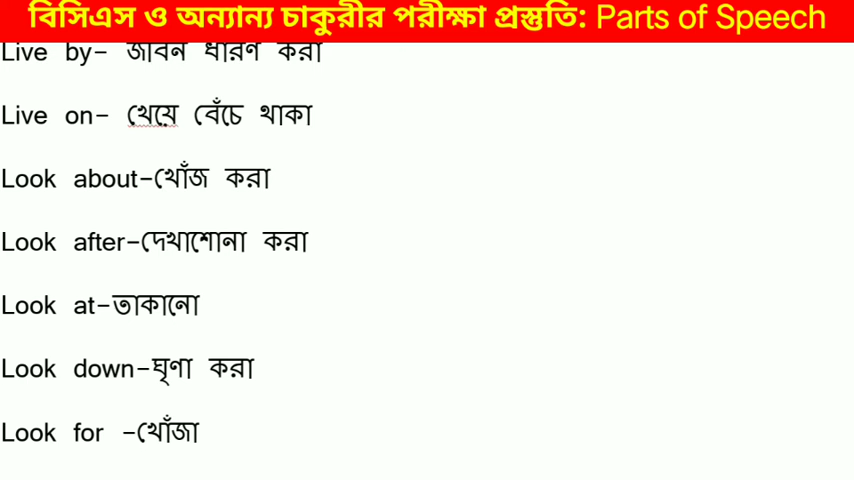 বিসিএস ও অন্যান্য চাকুরীর পরীক্ষা প্রস্তুতি: Parts of Speech
Live by- জীবন ধারণ করা
Live on- খেয়ে বেঁচে থাকা
Look about-খোঁজ করা
Look after-দেখাশোনা করা
Look at-তাকানো
Look down-ঘৃণা করা
Look for -খোঁজা